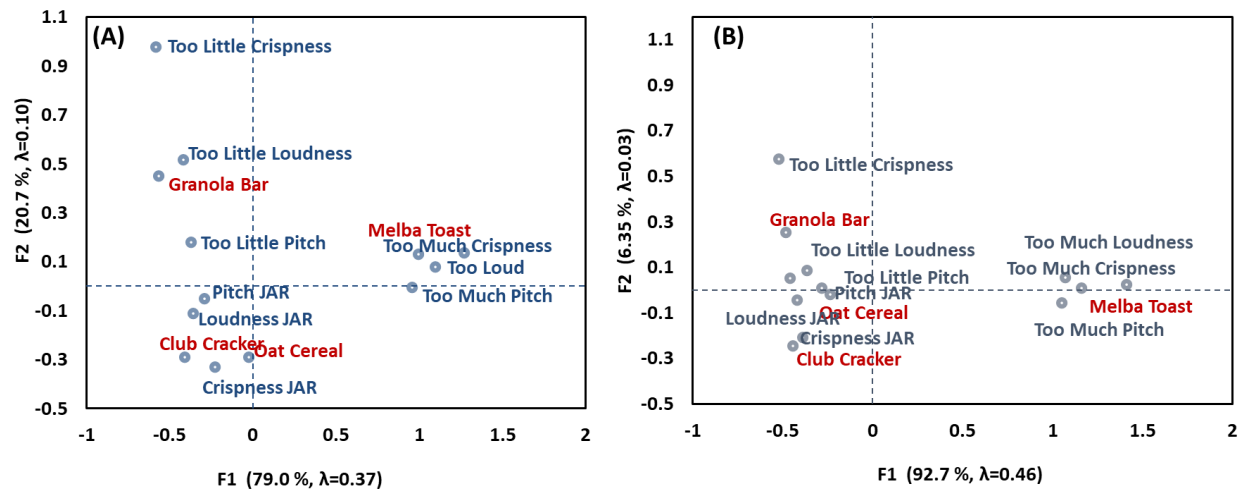 (A)
1.1
0.9
0.7
0.5
0.3
0.1
-0.1
-0.3
-0.5
F2 (20.7 %, λ=0.10)
Too Little Crispness
Too Little Loudness
Granola Bar
Too Little Pitch
Melba Toast
Too Much Crispness
Too Loud
Too Much Pitch
Pitch JAR
Loudness JAR
Club Cracker
Oat Cereal
Crispness JAR
-1
-0.5
0
0.5
1
1.5
2
F1 (79.0 %, λ=0.37)
(B)
1.1
0.9
0.7
0.5
0.3
0.1
-0.1
-0.3
-0.5
F2 (6.35 %, λ=0.03)
Too Little Crispness
Granola Bar
Too Little Loudness
Too Much Loudness
Too Much Crispness
Too Little Pitch
Pitch JAR
Melba Toast
Oat Cereal
Loudness JAR
Too Much Pitch
Crispness JAR
Club Cracker
-1
-0.5
0
0.5
1
1.5
2
F1 (92.7 %, λ=0.46)